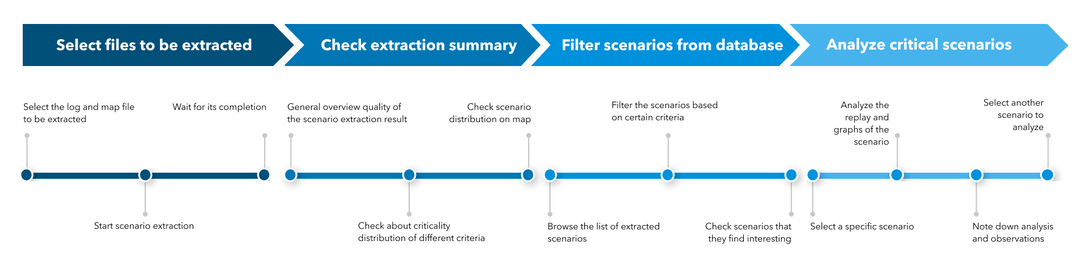 Select files to be extracted
Check extraction summary
Filter scenarios from database
Analyze critical scenarios
Select the log and map file
to be extracted
Wait for its completion
General overview quality of
the scenario extraction result
Check scenario
distribution on map
Filter the scenarios based
on certain criteria
Analyze the
replay and
graphs of the
scenario
Select another
scenario to
analyze
Start scenario extraction
Check about criticality
distribution of different criteria
Browse the list of extracted
scenarios
Check scenarios that
they find interesting
Select a specific scenario
Note down analysis
and observations